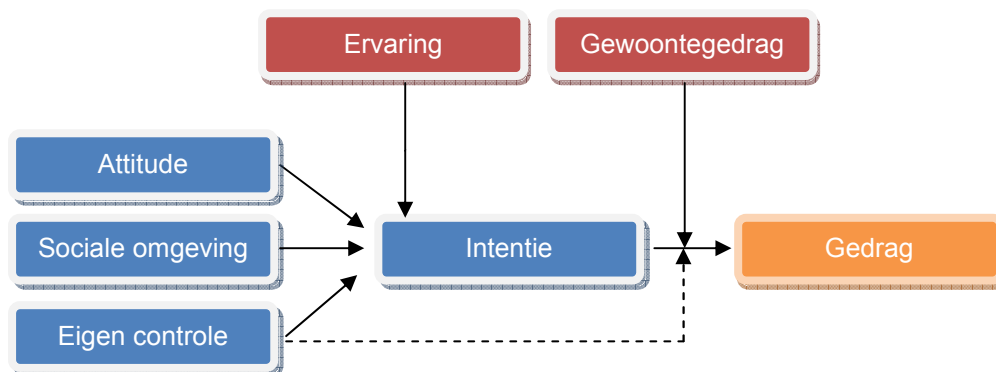 Ervaring
Gewoontegedrag
Attitude
Sociale omgeving
Intentie
Gedrag
Eigen controle